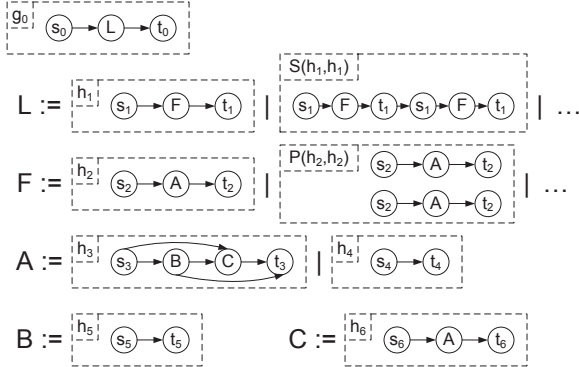 g₀
s₀ L t₀
L := h₁ s₁ F t₁ | S(h₁,h₁) s₁ F t₁ s₁ F t₁ | ...
F := h₂ s₂ A t₂ | P(h₂,h₂) s₂ A t₂ s₂ A t₂ | ...
A := h₃ s₃ B C t₃ | h₄ s₄ t₄
B := h₅ s₅ t₅ C := h₆ s₆ A t₆